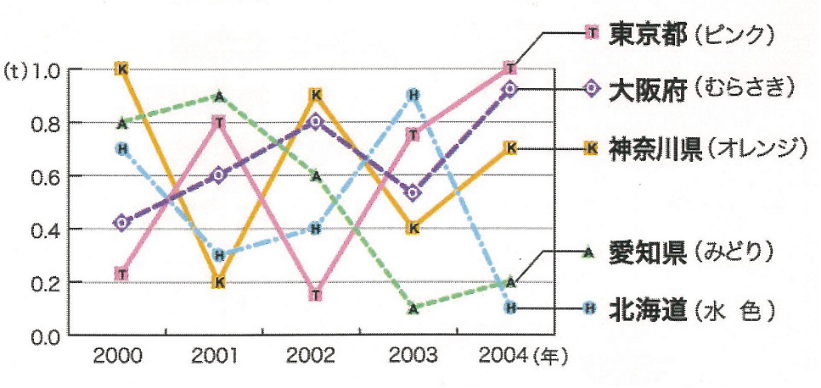 東京都(ピンク)
(t)1.0
大阪府(むらさき)
0.8
神奈川県(オレンジ)
0.6
0.4
愛知県(みどり)
0.2
北海道(水 色)
0.0
2000 2001 2002 2003 2004(年)
K
A
H
T
A
T
H
K
K
A
H
T
H
T
K
A
T
K
A
H
T
K
A
H